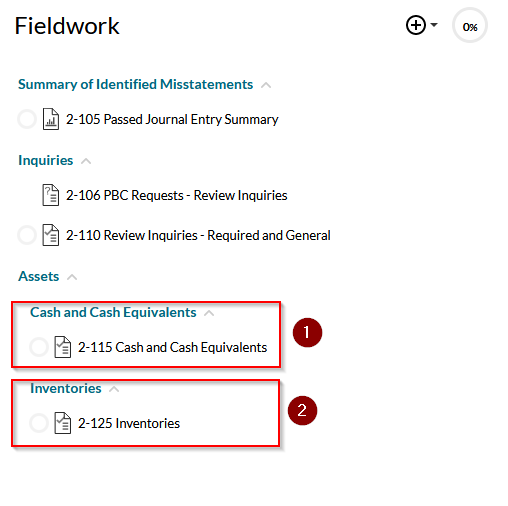 Fieldwork
0%
Summary of Identified Misstatements
2-105 Passed Journal Entry Summary
Inquiries
2-106 PBC Requests - Review Inquiries
2-110 Review Inquiries - Required and General
Assets
Cash and Cash Equivalents
1
2-115 Cash and Cash Equivalents
Inventories
2
2-125 Inventories